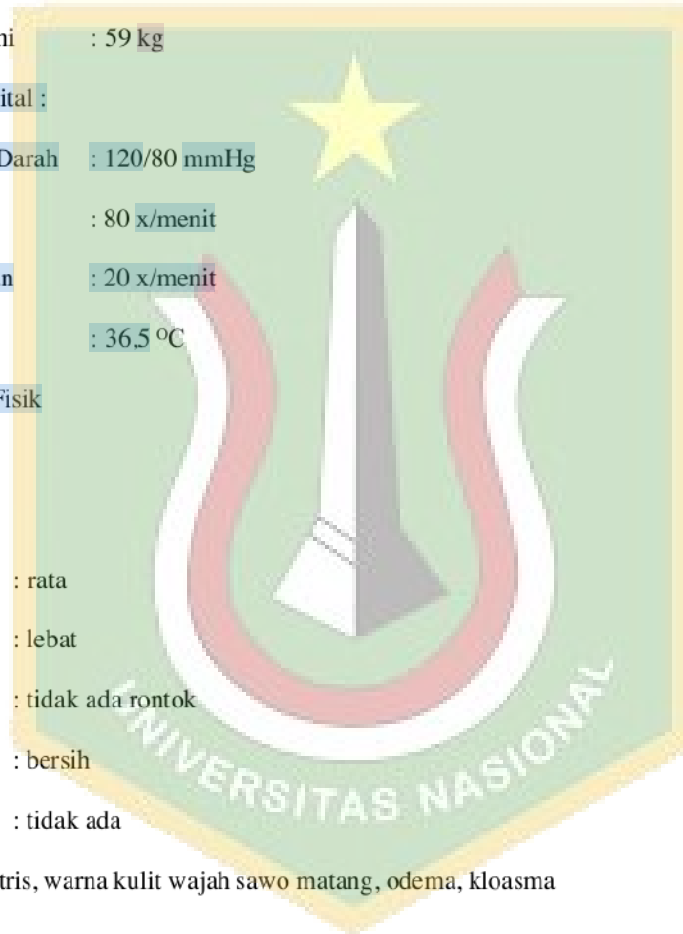 ni : 59 kg
ital :
Darah : 120/80 mmHg
: 80 x/menit
n : 20 x/menit
: 36,5 °C
Fisik
: rata
: lebat
: tidak ada rontok
: bersih
: tidak ada
tris, warna kulit wajah sawo matang, odema, kloasma
UNIVERSITAS NASIONAL